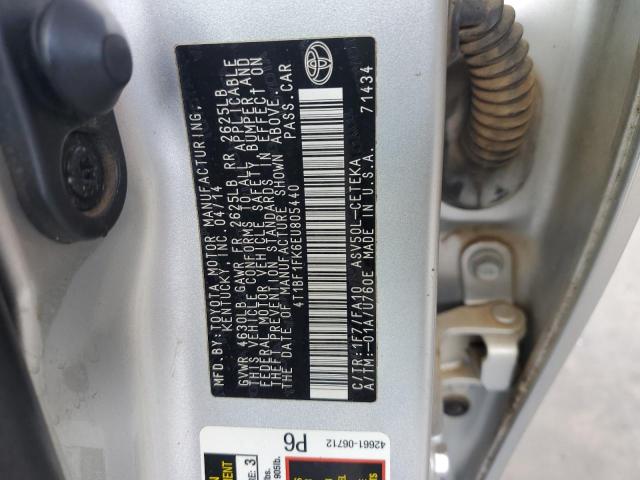 MFD. BY: TOYOTA MOTOR MANUFACTURING,
KENTUCKY, INC. 04/14
GVWR 4630LB GAWR FR 2625LB RR 2625LB
THIS VEHICLE CONFORMS TO ALL APPLICABLE
FEDERAL MOTOR VEHICLE SAFETY, BUMPER, AND
THEFT PREVENTION STANDARDS IN EFFECT ON
THE DATE OF MANUFACTURE SHOWN ABOVE.
4T1BF1FK6EU805440 PASS.CAR
C/TR:1F7/FA10 ASV50L-CETEKA
A/TM:-01A/U760E MADE IN U.S.A. 71434
42661-06712
P6
905lb.